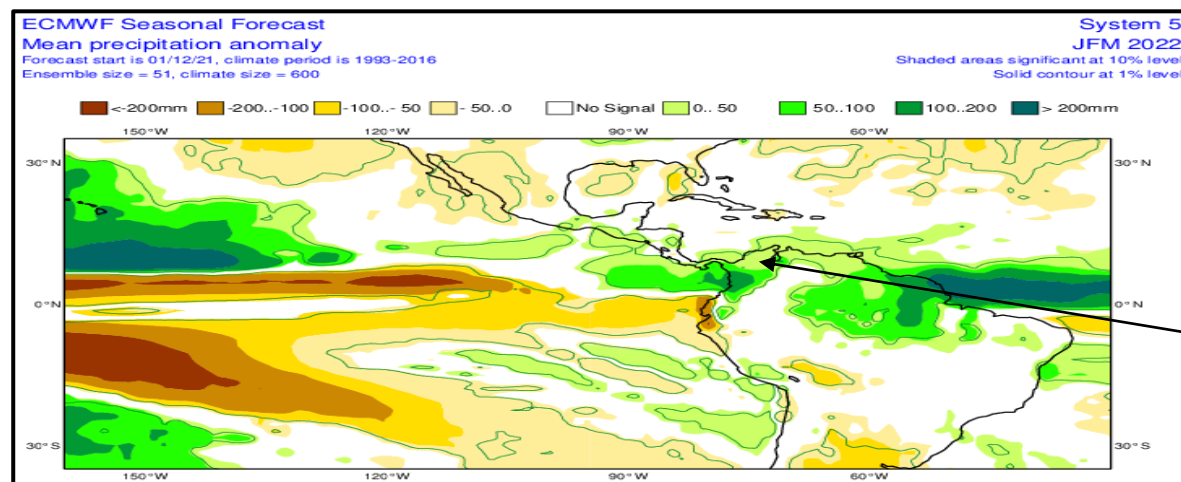 ECMWF Seasonal Forecast
System 5
Mean precipitation anomaly
JFM 2022
Forecast start is 01/12/21, climate period is 1993-2016
Shaded areas significant at 10% level
Ensemble size = 51, climate size = 600
Solid contour at 1% level
<-200mm -200..-100 -100..- 50 - 50..0 No Signal 0.. 50 50..100 100..200 > 200mm
150°W 120°W 90°W 60°W
30°N 30°N
0°N 0°N
30°S 30°S
150°W 120°W 90°W 60°W